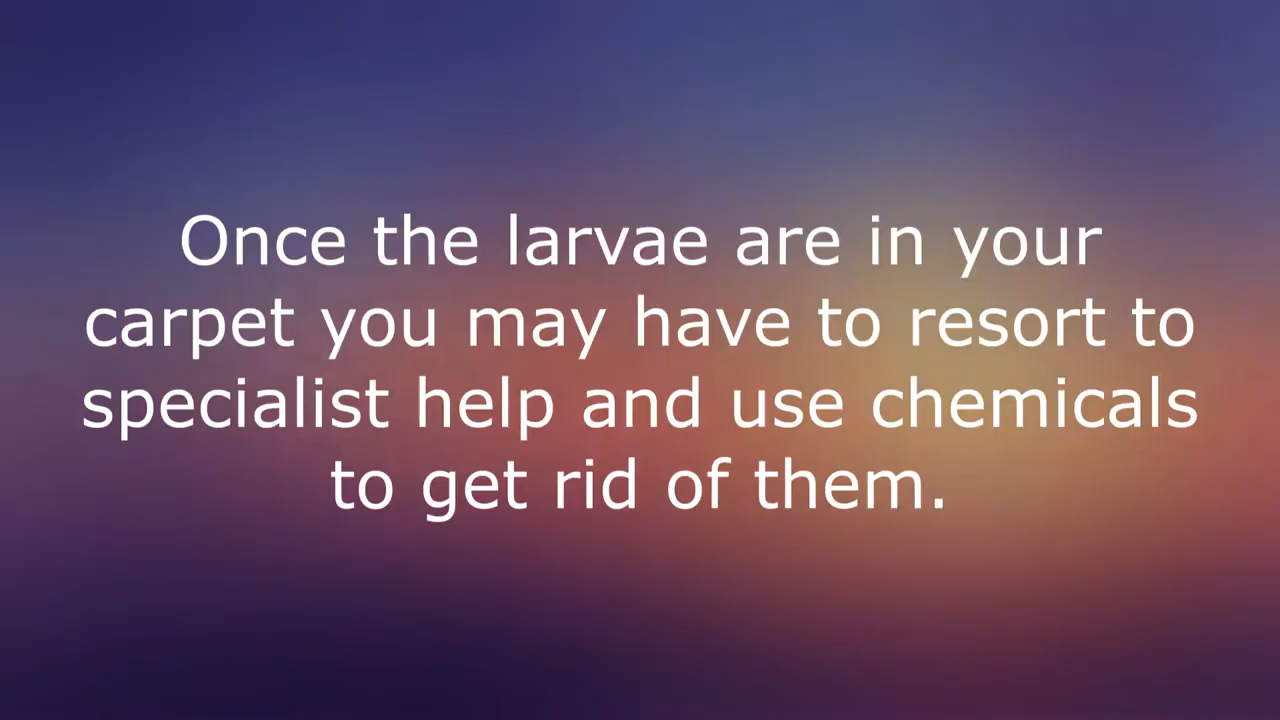 Once the larvae are in your
carpet you may have to resort to
specialist help and use chemicals
to get rid of them.